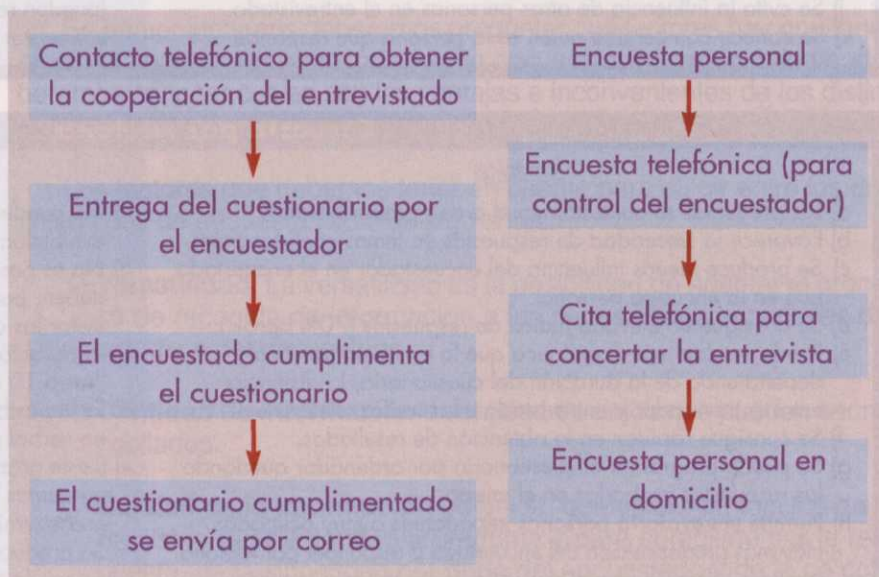 Contacto telefónico para obtener
la cooperación del entrevistado
Entrega del cuestionario por
el encuestador
El encuestado cumplimenta
el cuestionario
El cuestionario cumplimentado
se envía por correo
Encuesta personal
Encuesta telefónica (para
control del encuestador)
Cita telefónica para
concertar la entrevista
Encuesta personal en
domicilio